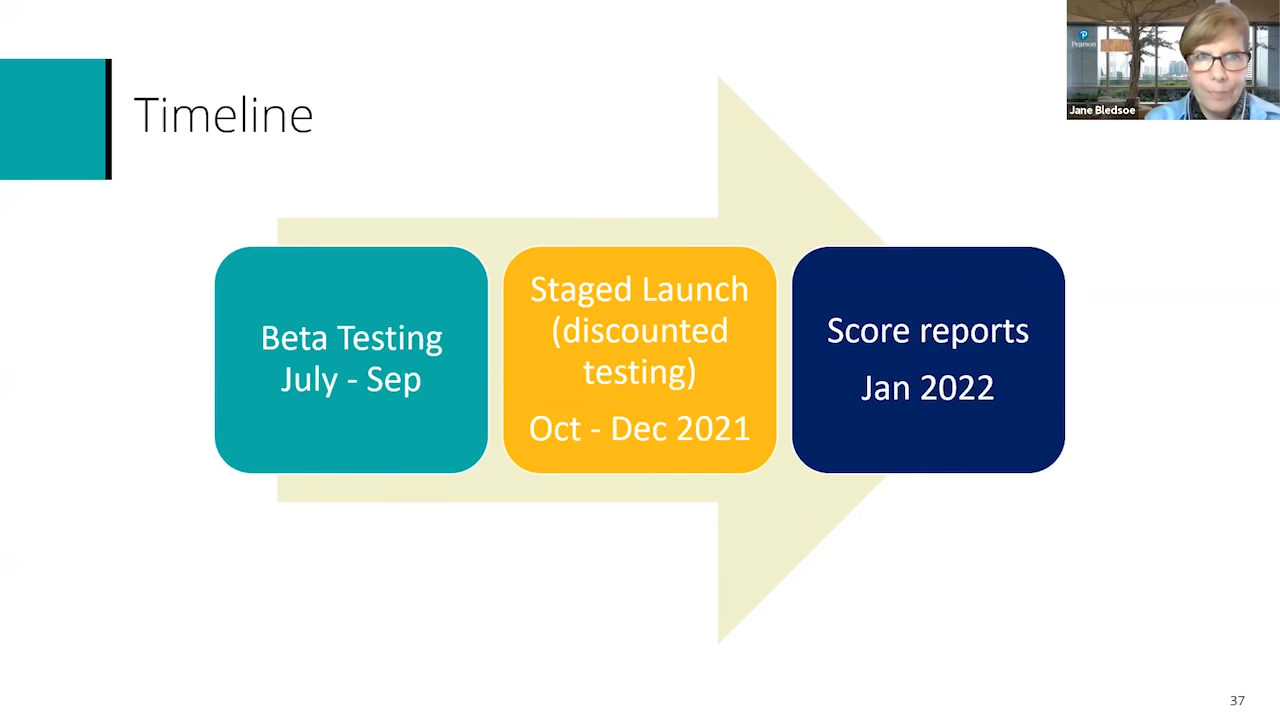 Timeline
Beta Testing
July - Sep
Staged Launch
(discounted
testing)
Oct - Dec 2021
Score reports
Jan 2022
Pearson
Jane Bledsoe
37